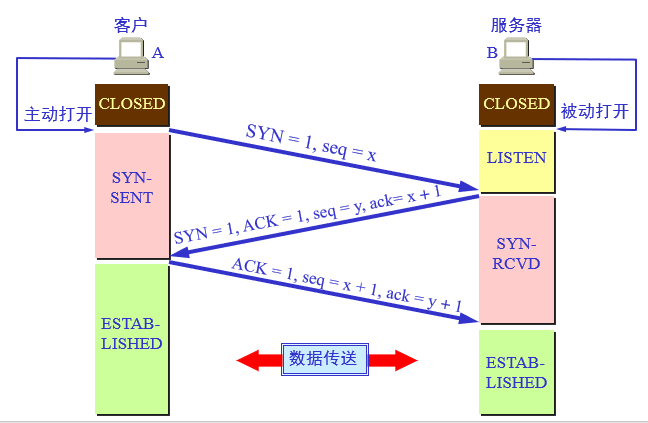 客户
服务器
A
B
CLOSED
CLOSED
主动打开
被动打开
SYN = 1, seq = x
LISTEN
SYN-
SENT
SYN = 1, ACK = 1, seq = y, ack= x + 1
SYN-
RCVD
ACK = 1, seq = x + 1, ack = y + 1
ESTAB-
LISHED
数据传送
ESTAB-
LISHED